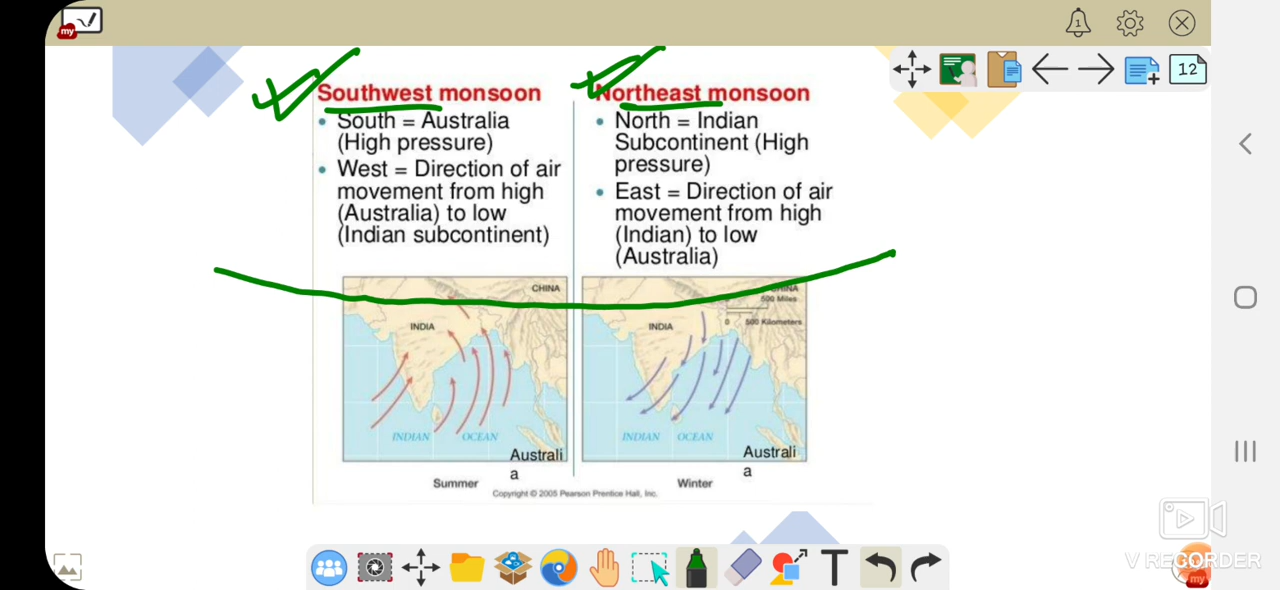 my
1
12
Southwest monsoon
South = Australia
(High pressure)
West = Direction of air
movement from high
(Australia) to low
(Indian subcontinent)
Northeast monsoon
North = Indian
Subcontinent (High
pressure)
East = Direction of air
movement from high
(Indian) to low
(Australia)
CHINA
INDIA
INDIAN OCEAN
Australi
a
Summer
CHINA
500 Miles
0 500 Kilometers
INDIA
INDIAN OCEAN
Australi
a
Winter
Copyright © 2005 Pearson Prentice Hall, Inc.
T
V RECORDER
my